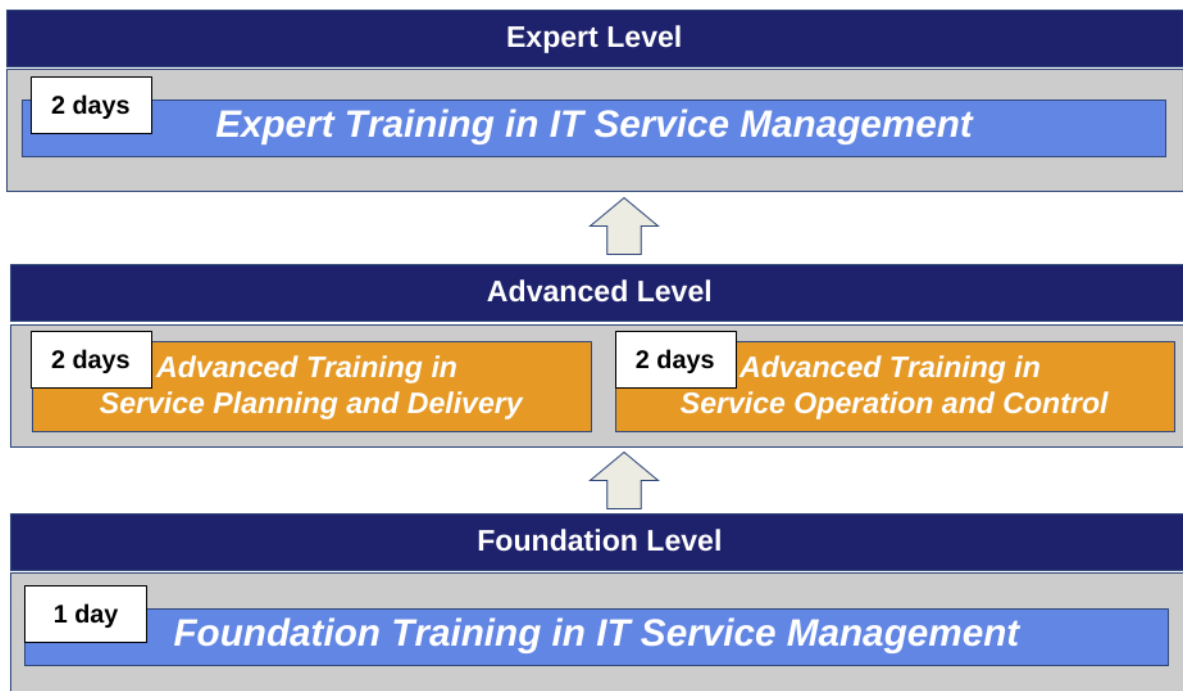 Expert Level
2 days
Expert Training in IT Service Management
Advanced Level
2 days
Advanced Training in
Service Planning and Delivery
2 days
Advanced Training in
Service Operation and Control
Foundation Level
1 day
Foundation Training in IT Service Management